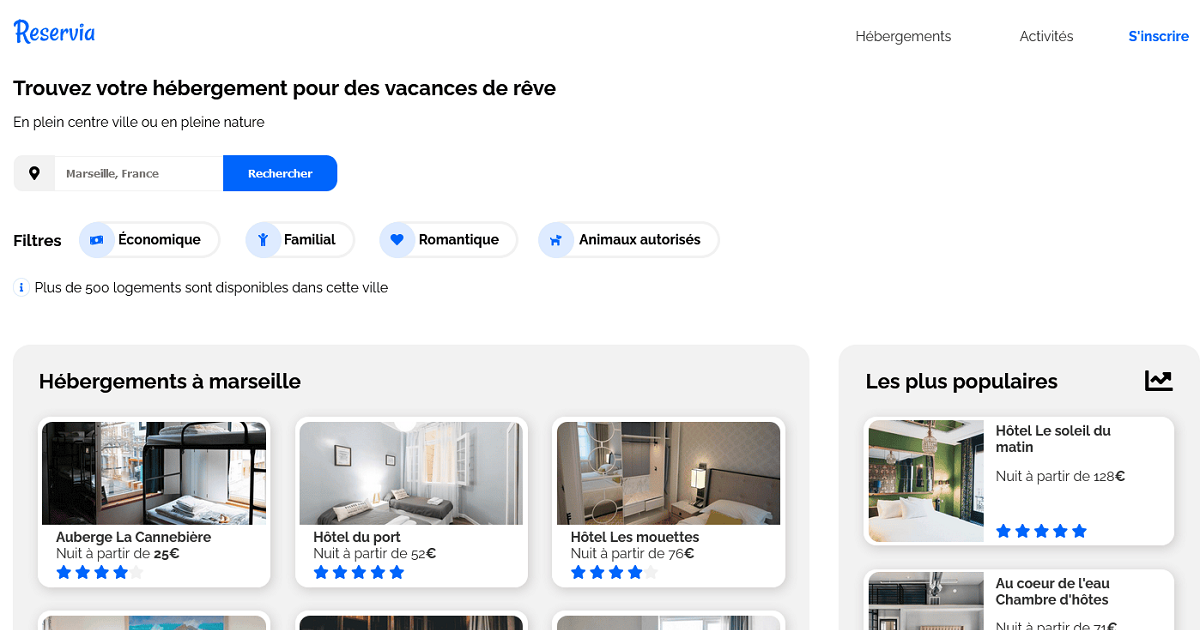 Reservia
Hébergements
Activités
S'inscrire
Trouvez votre hébergement pour des vacances de rêve
En plein centre ville ou en pleine nature
Marseille, France
Rechercher
Filtres
Économique
Familial
Romantique
Animaux autorisés
Plus de 500 logements sont disponibles dans cette ville
Hébergements à marseille
Auberge La Cannebière
Nuit à partir de 25€
Hôtel du port
Nuit à partir de 52€
Hôtel Les mouettes
Nuit à partir de 76€
Les plus populaires
Hôtel Le soleil du
matin
Nuit à partir de 128€
Au coeur de l'eau
Chambre d'hôtes
Nuit à partir de 71€